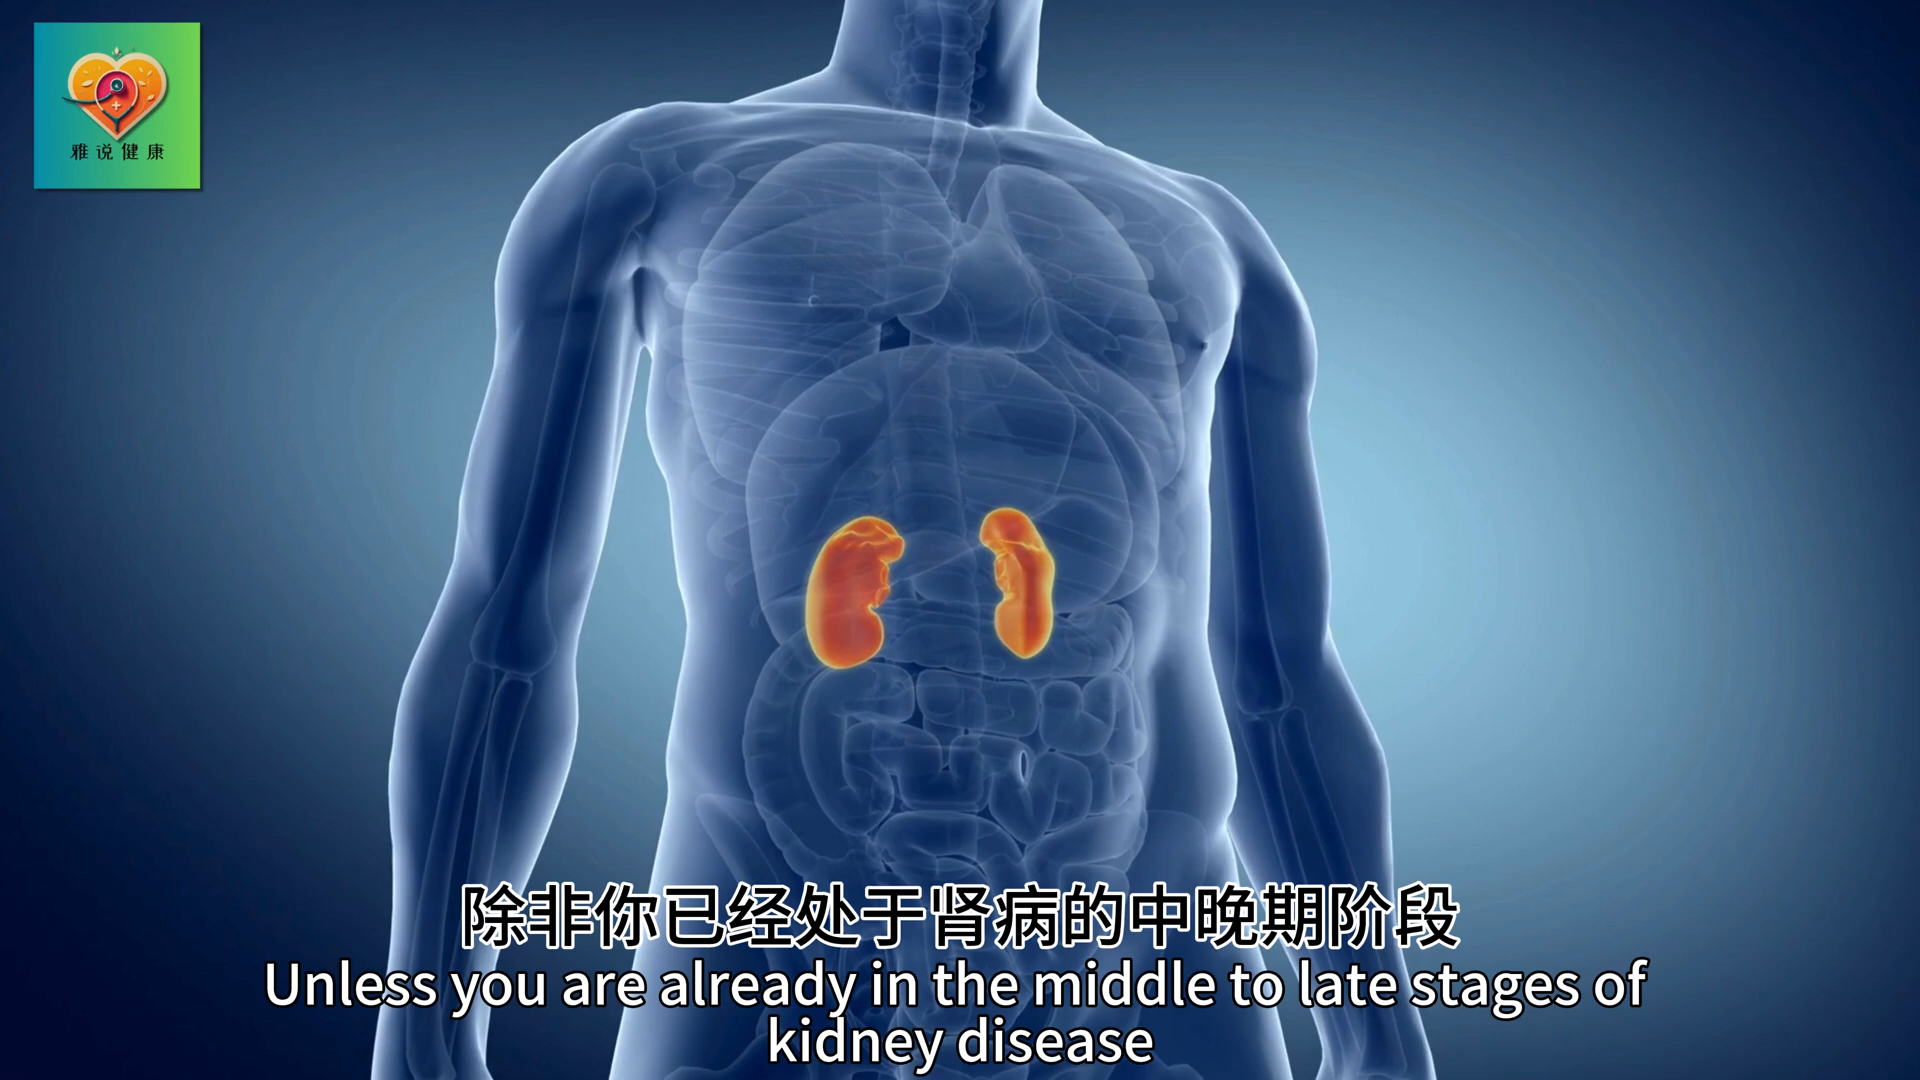 雅说健康
除非你已经处于肾病的中晚期阶段
Unless you are already in the middle to late stages of
kidney disease